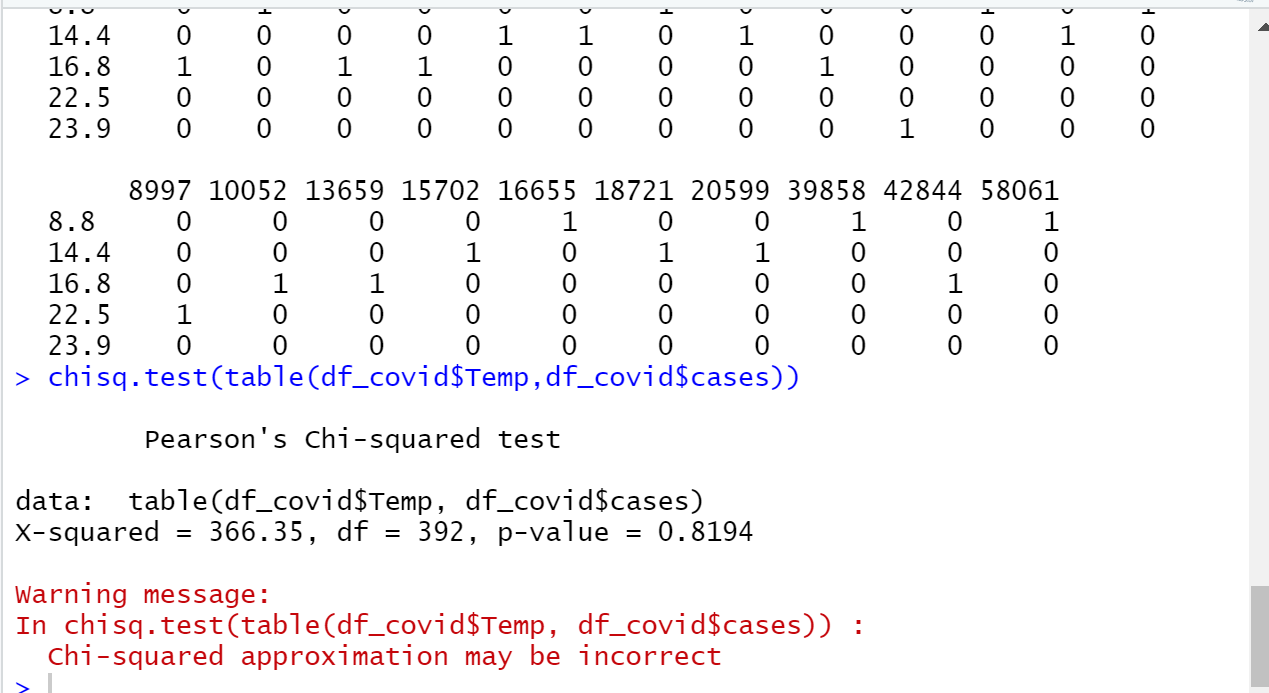 14.4 0 0 0 0 1 1 0 1 0 0 0 1 0
16.8 1 0 1 1 0 0 0 0 1 0 0 0 0
22.5 0 0 0 0 0 0 0 0 0 0 0 0 0
23.9 0 0 0 0 0 0 0 0 0 1 0 0 0
8997 10052 13659 15702 16655 18721 20599 39858 42844 58061
8.8 0 0 0 0 1 0 0 1 0 1
14.4 0 0 0 1 0 1 1 0 0 0
16.8 0 1 1 0 0 0 0 0 1 0
22.5 1 0 0 0 0 0 0 0 0 0
23.9 0 0 0 0 0 0 0 0 0 0
> chisq.test(table(df_covid$Temp,df_covid$cases))
Pearson's Chi-squared test
data: table(df_covid$Temp, df_covid$cases)
X-squared = 366.35, df = 392, p-value = 0.8194
Warning message:
In chisq.test(table(df_covid$Temp, df_covid$cases)) :
Chi-squared approximation may be incorrect
>